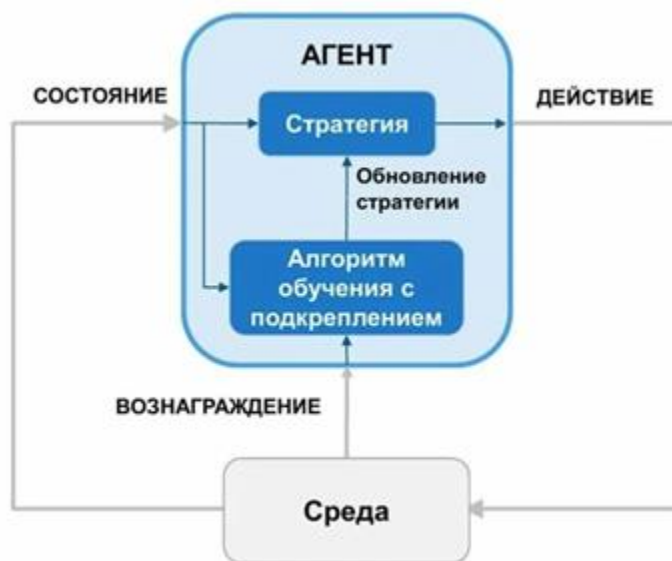 АГЕНТ
СОСТОЯНИЕ
ДЕЙСТВИЕ
Стратегия
Обновление
стратегии
Алгоритм
обучения с
подкреплением
ВОЗНАГРАЖДЕНИЕ
Среда